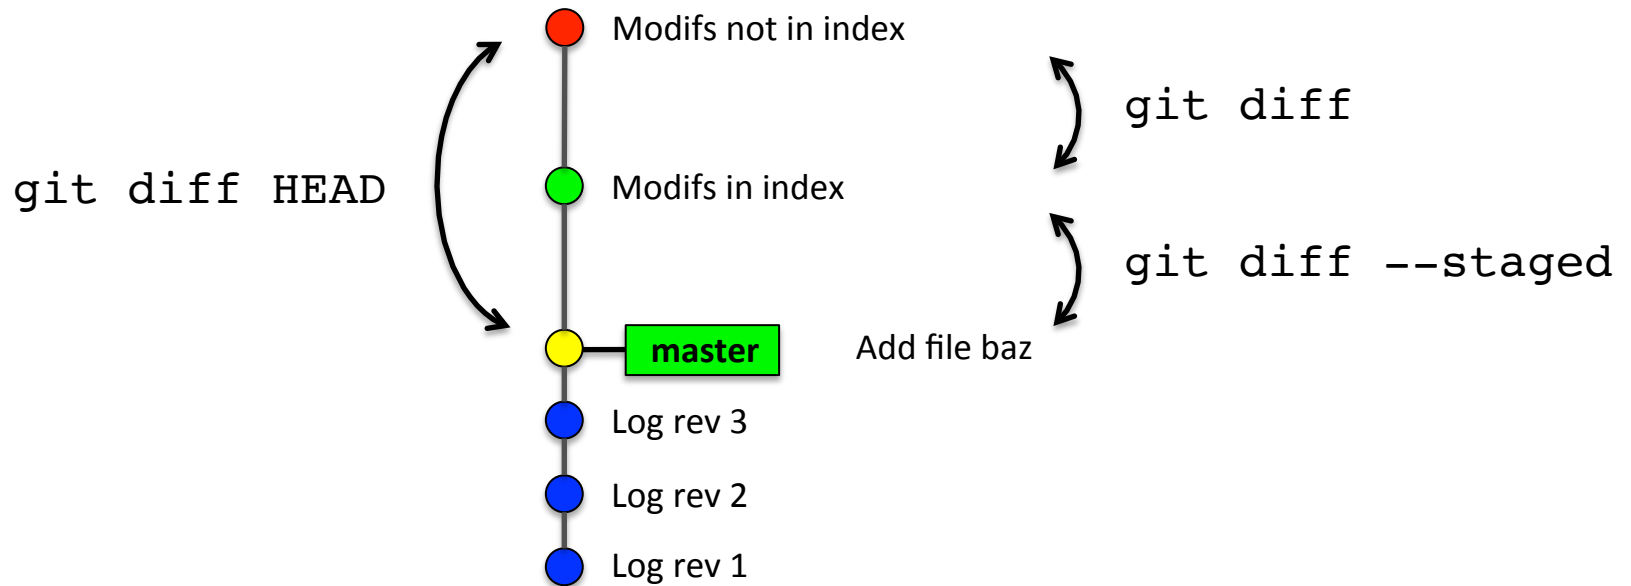 Modifs not in index
git diff
git diff HEAD
Modifs in index
git diff --staged
master
Add file baz
Log rev 3
Log rev 2
Log rev 1